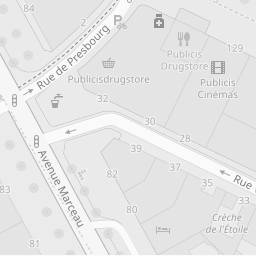 P
Rue de Presbourg
Publicis
Drugstore
129
Publicisdrugstore
Publicis
Cinémas
32
30
28
39
37
35
Rue
Avenue Marceau
83
82
80
84
81
Crèche
de l'Étoile